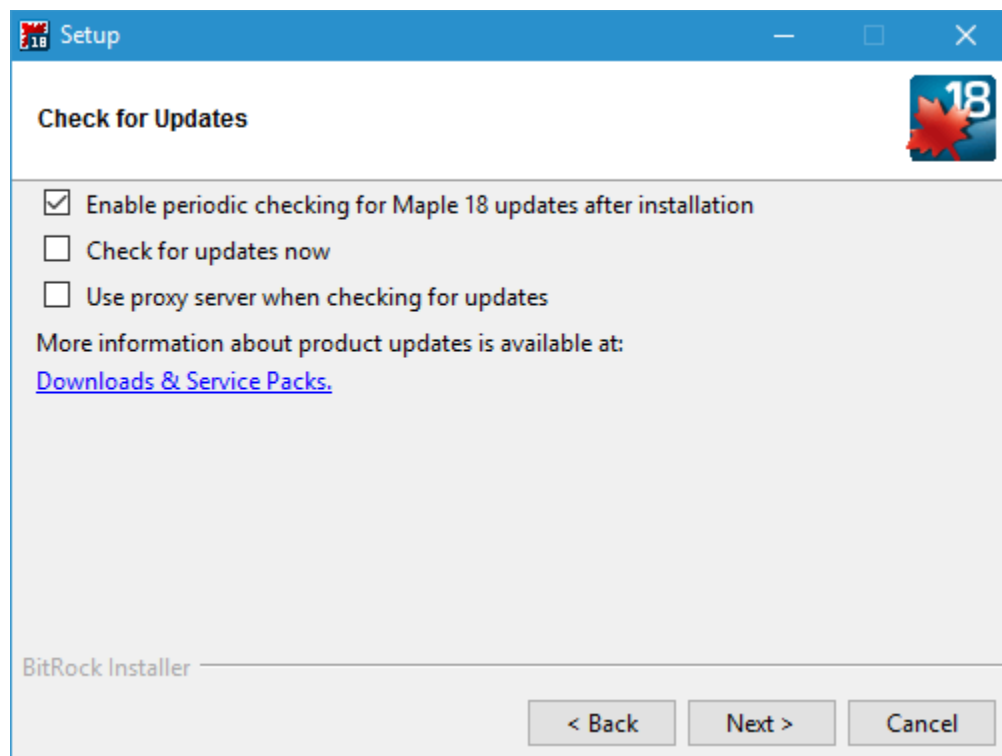 18 Setup
Check for Updates
18
Enable periodic checking for Maple 18 updates after installation
Check for updates now
Use proxy server when checking for updates
More information about product updates is available at:
Downloads & Service Packs.
BitRock Installer
< Back Next > Cancel